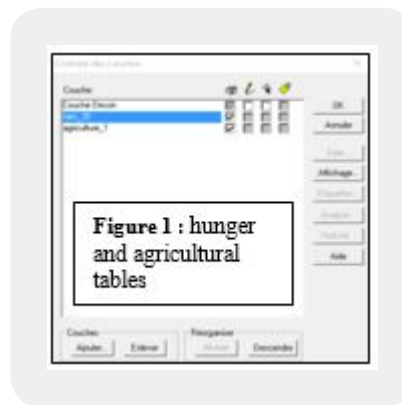 Contrôle des Couches
Couche
Couche Dessin
agriculture_1
OK
Annuler
Affichage...
Aide
Figure 1 : hunger
and agricultural
tables
Couches
Réorganiser
Ajouter...
Enlever
Descendre